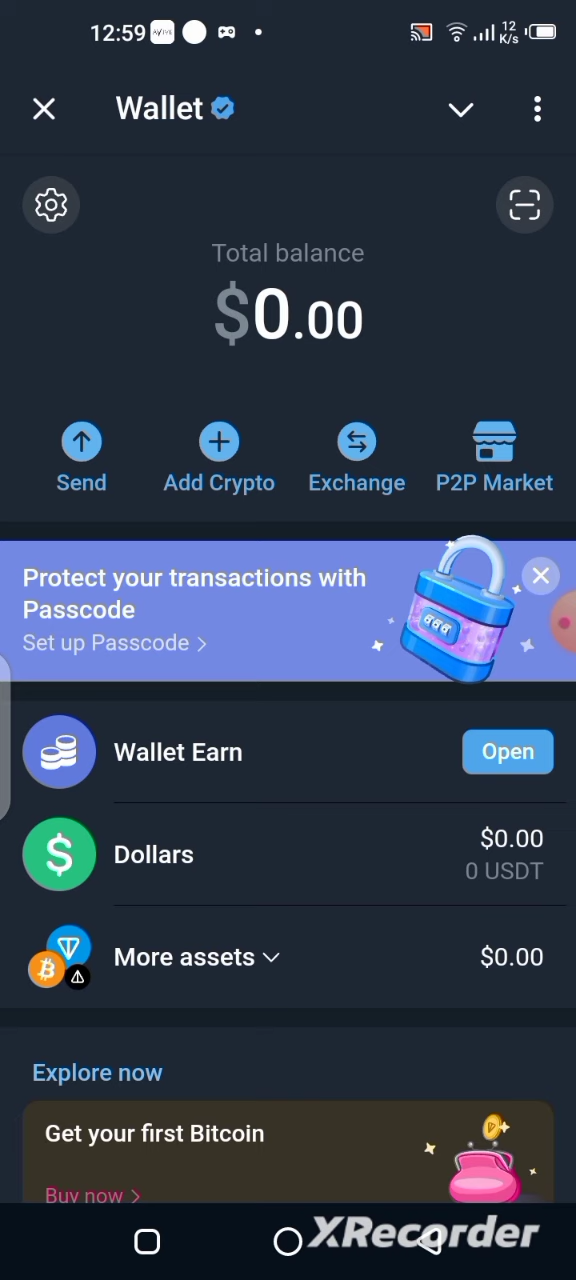 12:59
12
K/s
Wallet
Total balance
$0.00
Send
Add Crypto
Exchange
P2P Market
Protect your transactions with
Passcode
Set up Passcode >
Wallet Earn
Open
Dollars
$0.00
0 USDT
More assets
$0.00
Explore now
Get your first Bitcoin
Buy now >
XRecorder